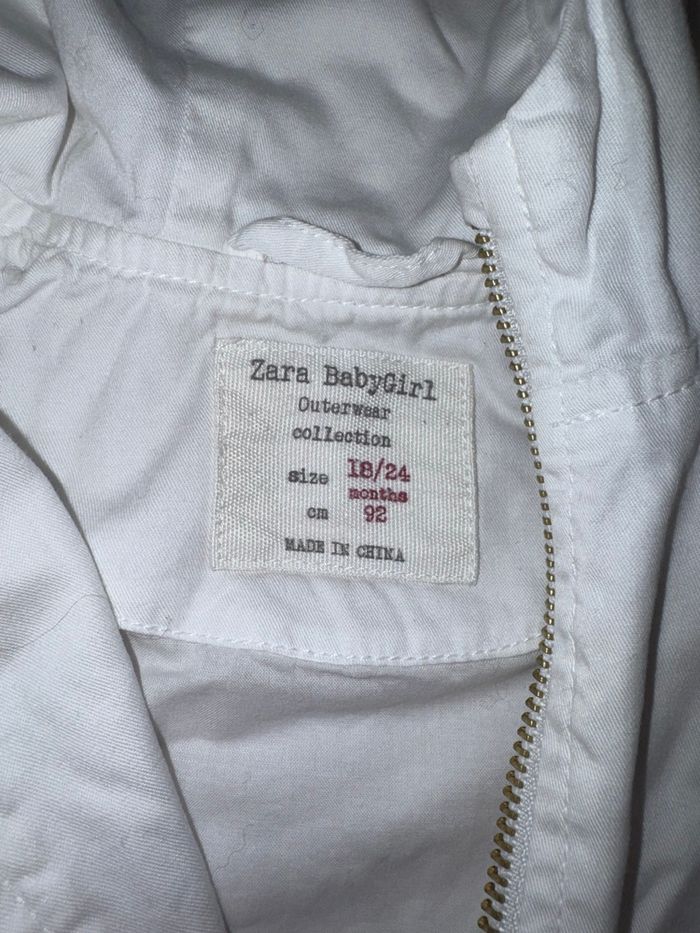 Zara BabyGirl
Outerwear
collection
size 18/24
months
cm 92
MADE IN CHINA